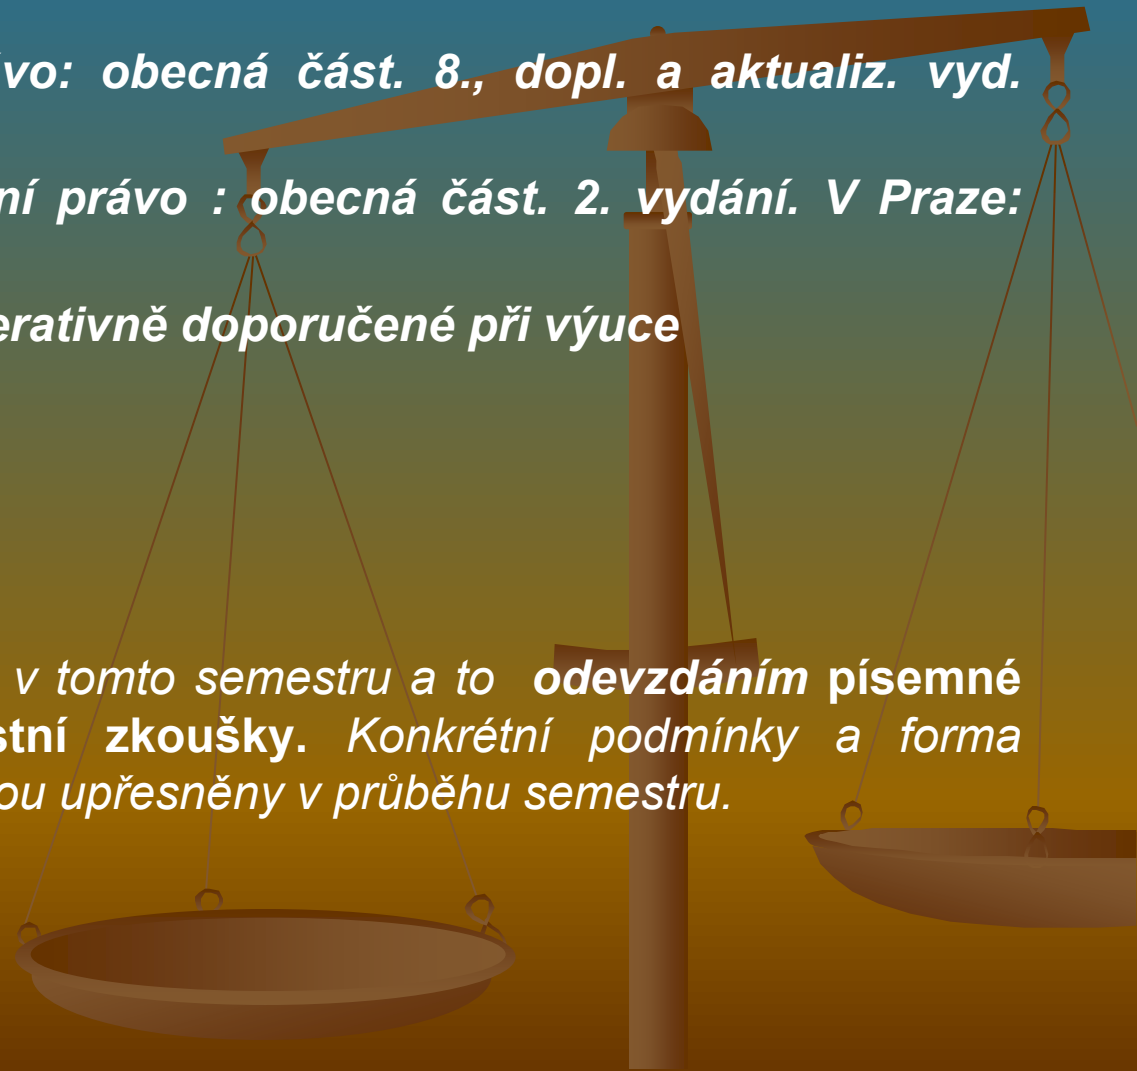 vo: obecná část. 8., dopl. a aktualiz. vyd.
ní právo : obecná část. 2. vydání. V Praze:
erativně doporučené při výuce
v tomto semestru a to odevzdáním písemné
stní zkoušky. Konkrétní podmínky a forma
ou upřesněny v průběhu semestru.